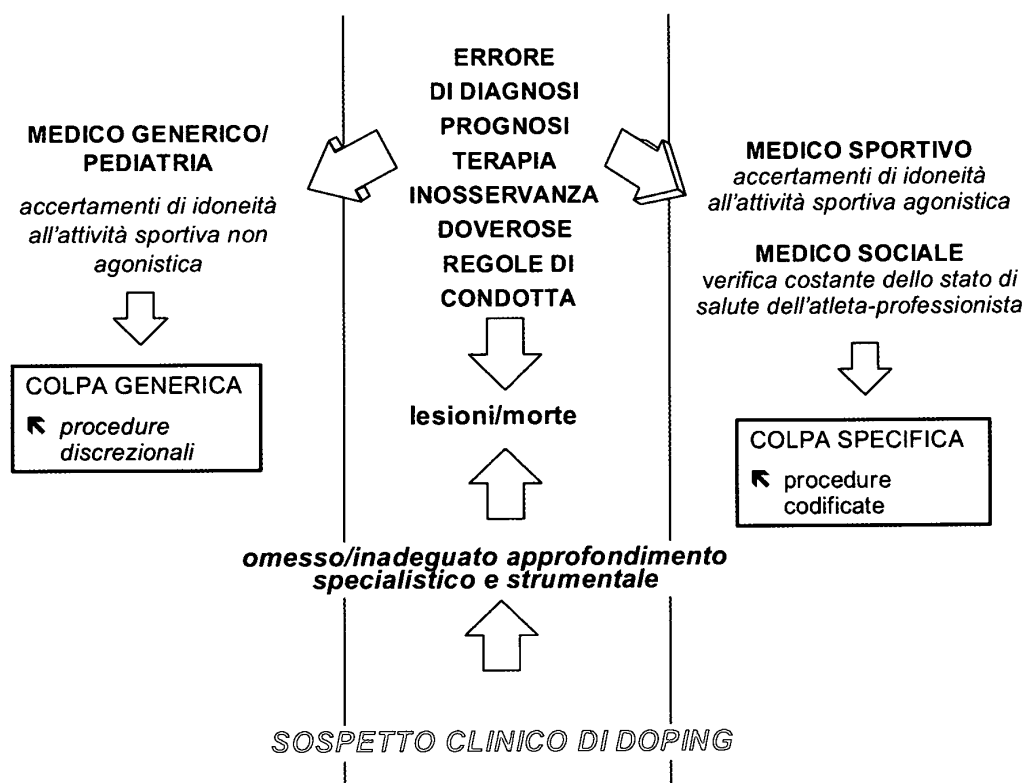 ERRORE
DI DIAGNOSI
PROGNOSI
TERAPIA
INOSSERVANZA
DOVEROSE
REGOLE DI
CONDOTTA
MEDICO GENERICO/
PEDIATRIA
accertamenti di idoneità
all'attività sportiva non
agonistica
COLPA GENERICA
procedure
discrezionali
MEDICO SPORTIVO
accertamenti di idoneità
all'attività sportiva agonistica
MEDICO SOCIALE
verifica costante dello stato di
salute dell'atleta-professionista
COLPA SPECIFICA
procedure
codificate
lesioni/morte
omesso/inadeguato approfondimento
specialistico e strumentale
SOSPETTO CLINICO DI DOPING